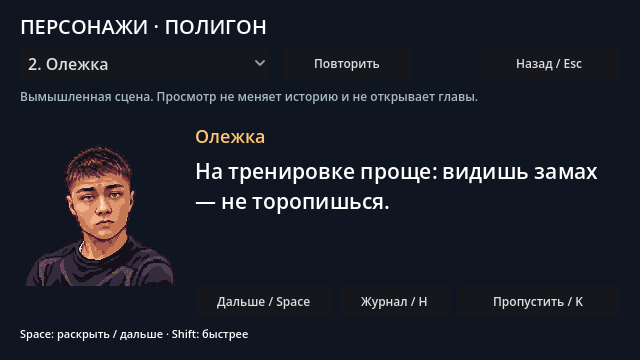 ПЕРСОНАЖИ · ПОЛИГОН
2. Олежка
Повторить
Назад / Esc
Вымышленная сцена. Просмотр не меняет историю и не открывает главы.
Олежка
На тренировке проще: видишь замах
— не торопишься.
Дальше / Space
Журнал / H
Пропустить / K
Space: раскрыть / дальше · Shift: быстрее